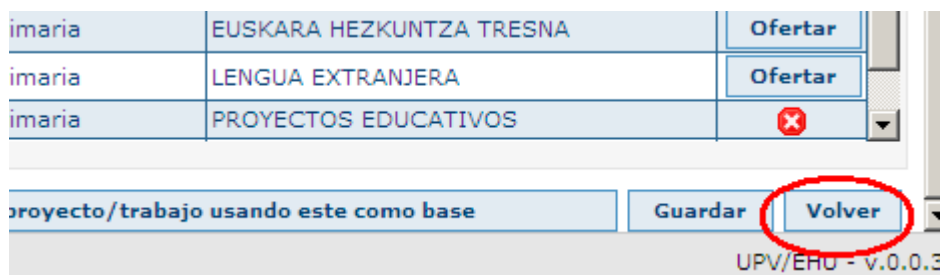 imaria EUSKARA HEZKUNTZA TRESNA Ofertar
imaria LENGUA EXTRANJERA Ofertar
imaria PROYECTOS EDUCATIVOS
proyecto/trabajo usando este como base Guardar Volver
UPV/EHU - v.0.0.3